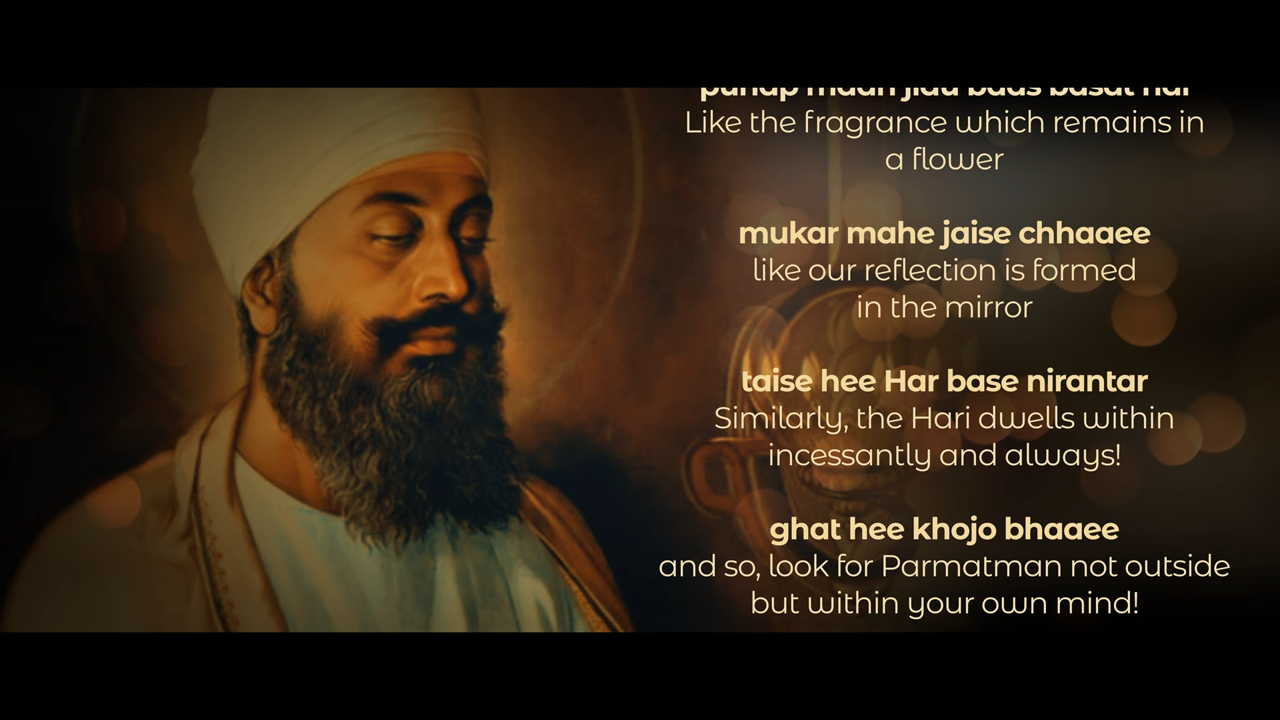 Like the fragrance which remains in
a flower
mukar mahe jaise chhaaee
like our reflection is formed
in the mirror
taise hee Har base nirantar
Similarly, the Hari dwells within
incessantly and always!
ghat hee khojo bhaaee
and so, look for Parmatman not outside
but within your own mind!